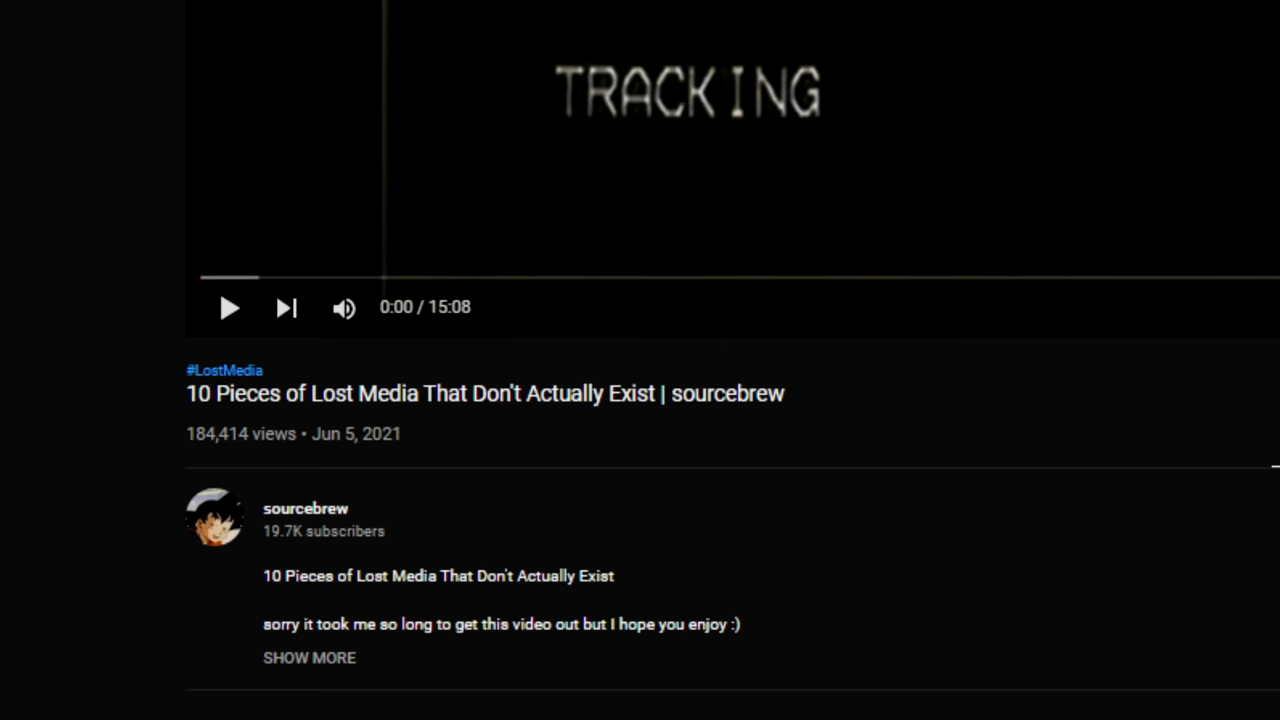 TRACKING
0:00 / 15:08
#LostMedia
10 Pieces of Lost Media That Don't Actually Exist | sourcebrew
184,414 views • Jun 5, 2021
sourcebrew
19.7K subscribers
10 Pieces of Lost Media That Don't Actually Exist
sorry it took me so long to get this video out but I hope you enjoy :)
SHOW MORE